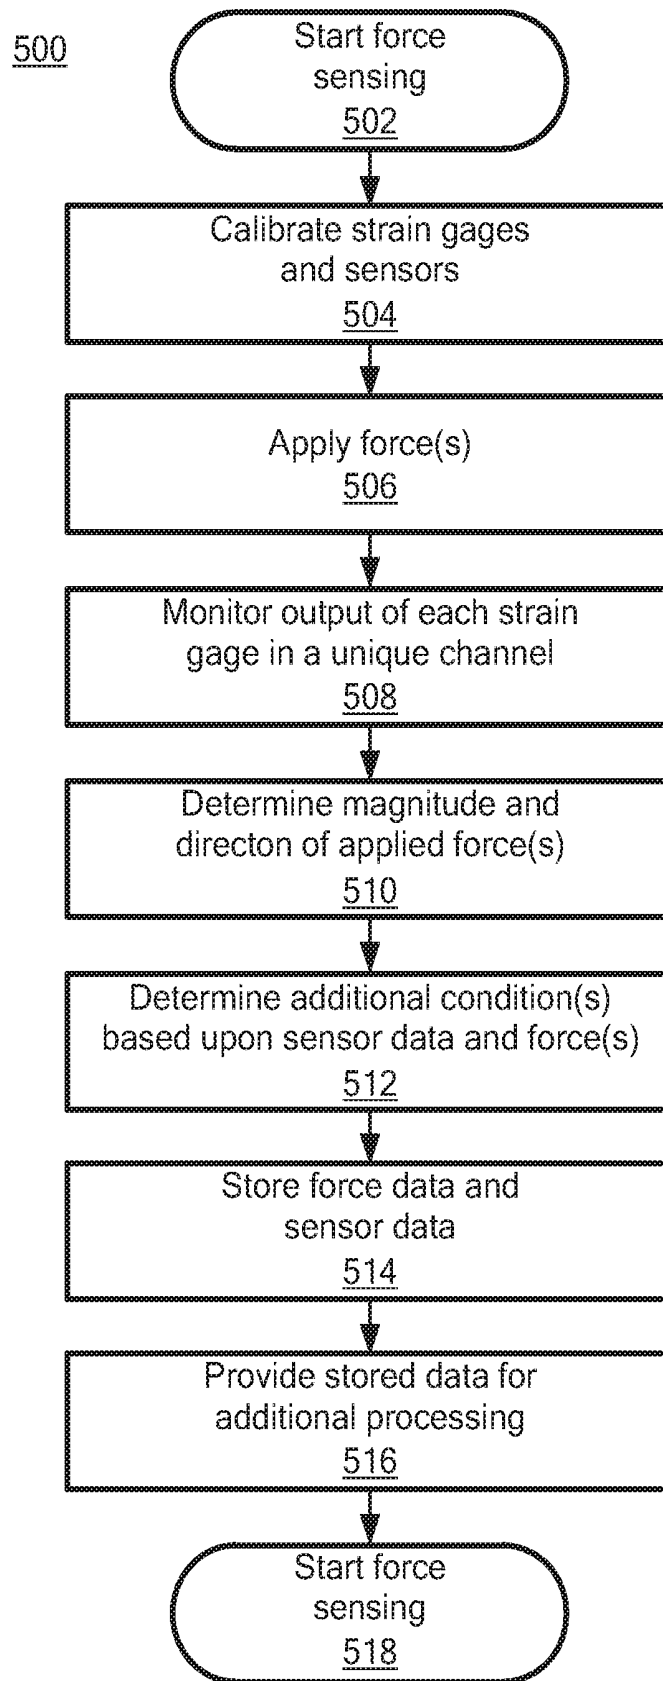 500
Start force
sensing
502
Calibrate strain gages
and sensors
504
Apply force(s)
506
Monitor output of each strain
gage in a unique channel
508
Determine magnitude and
directon of applied force(s)
510
Determine additional condition(s)
based upon sensor data and force(s)
512
Store force data and
sensor data
514
Provide stored data for
additional processing
516
Start force
sensing
518